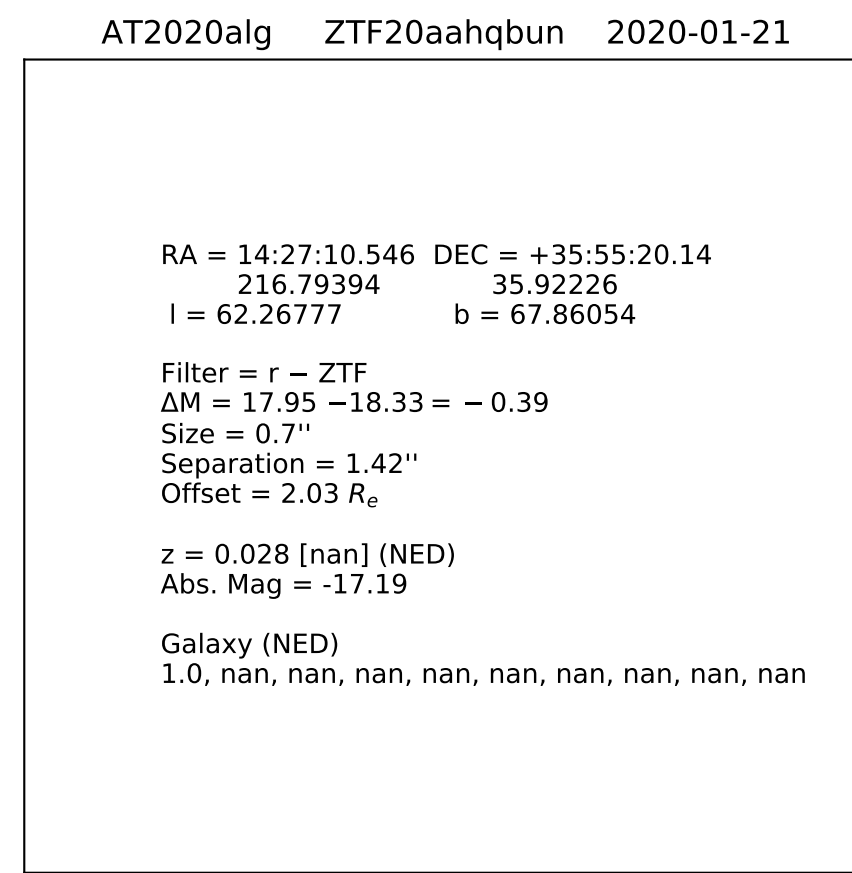 AT2020alg ZTF20aahqbun 2020-01-21
RA = 14:27:10.546 DEC = +35:55:20.14
216.79394 35.92226
l = 62.26777 b = 67.86054
Filter = r − ZTF
ΔM = 17.95 −18.33 = − 0.39
Size = 0.7''
Separation = 1.42''
Offset = 2.03 Re
z = 0.028 [nan] (NED)
Abs. Mag = -17.19
Galaxy (NED)
1.0, nan, nan, nan, nan, nan, nan, nan, nan, nan